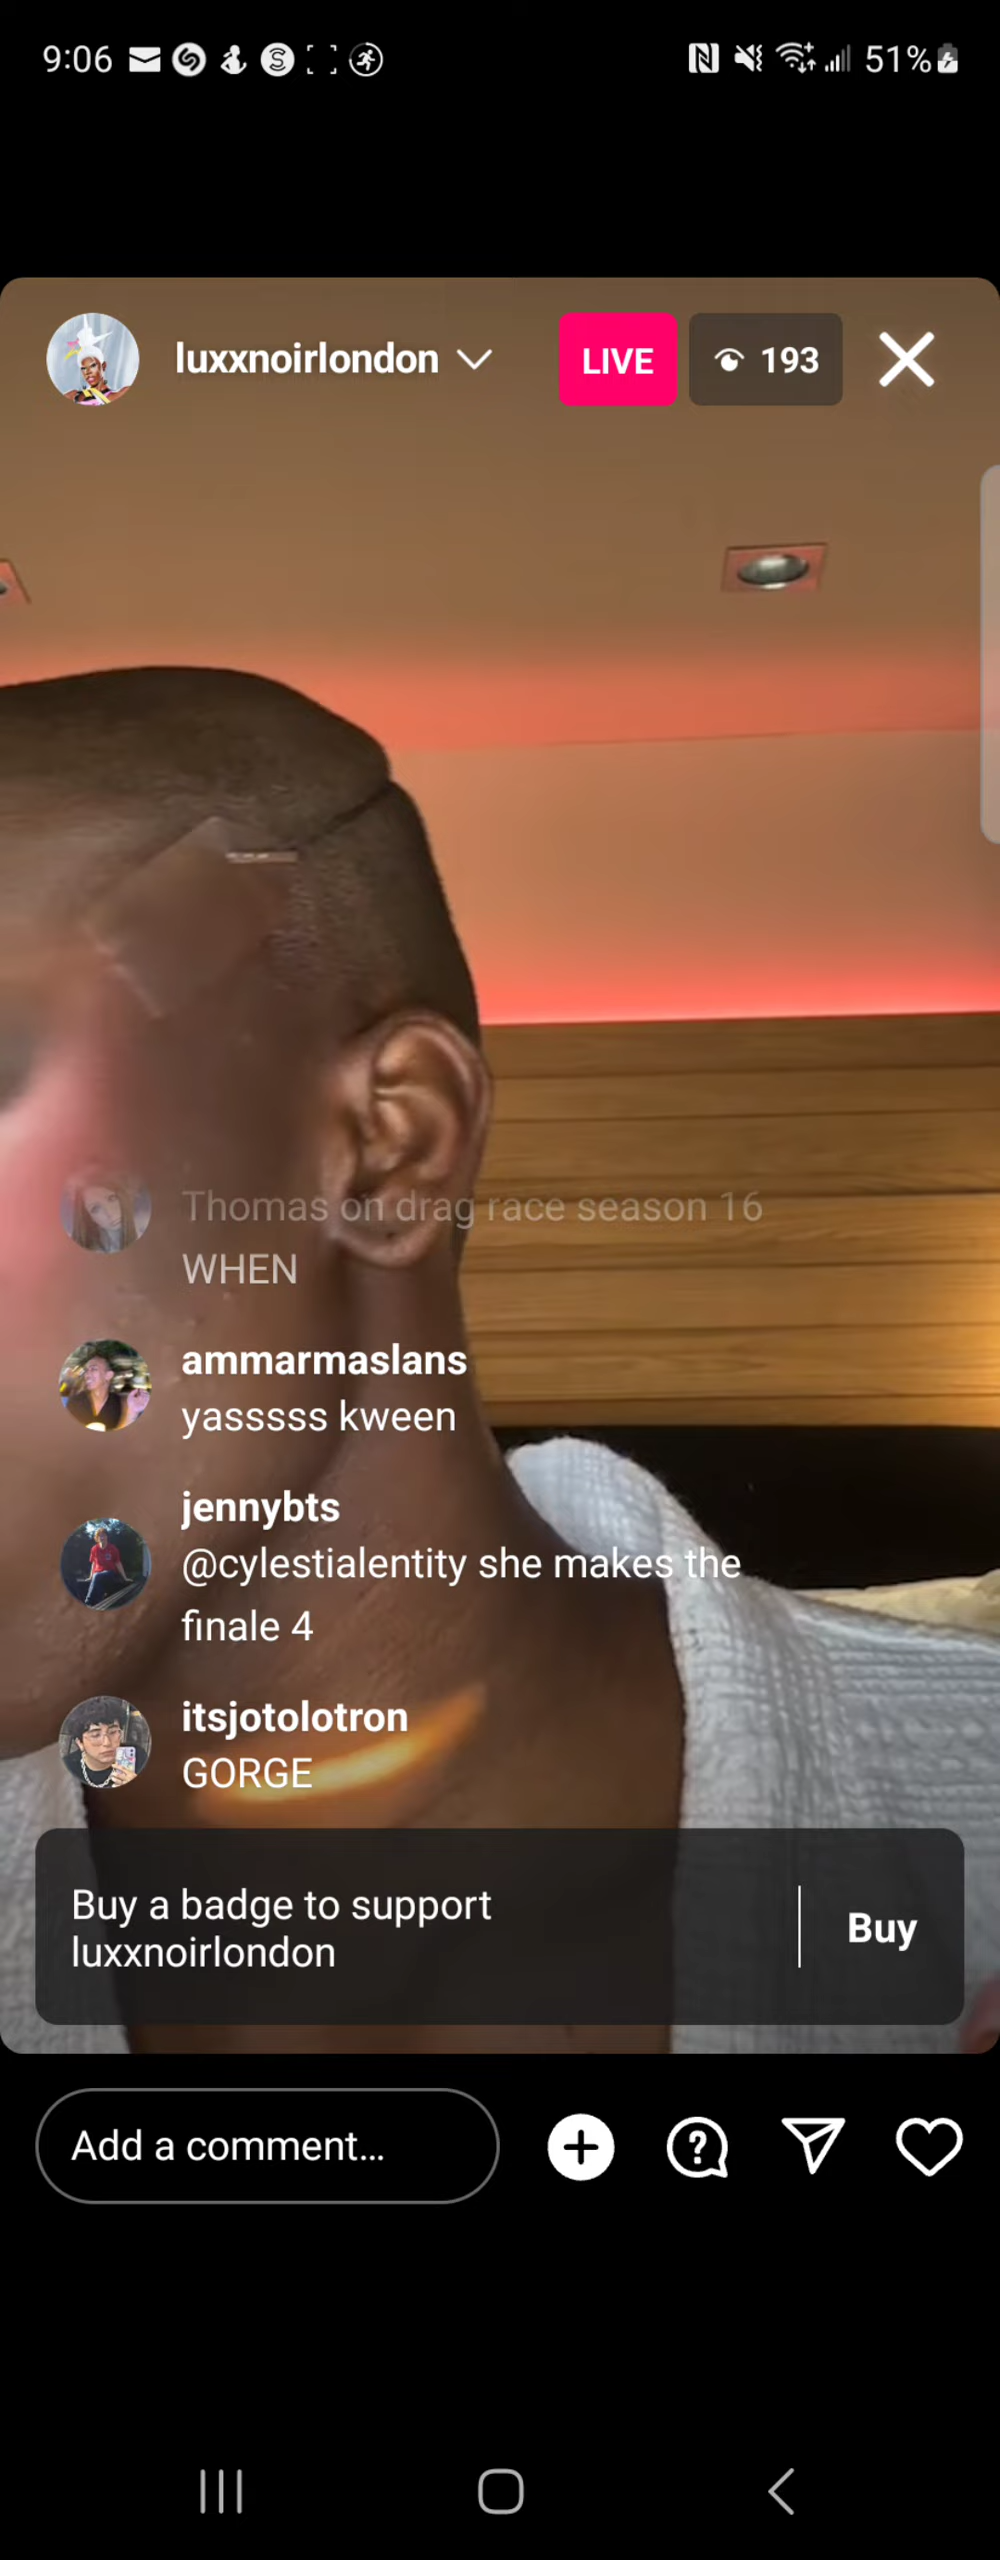 9:06
51%
luxxnoirlondon
LIVE
193
Thomas on drag race season 16
WHEN
ammarmaslans
yasssss kween
jennybts
@cylestialentity she makes the
finale 4
itsjotolotron
GORGE
Buy a badge to support
luxxnoirlondon
Buy
Add a comment...